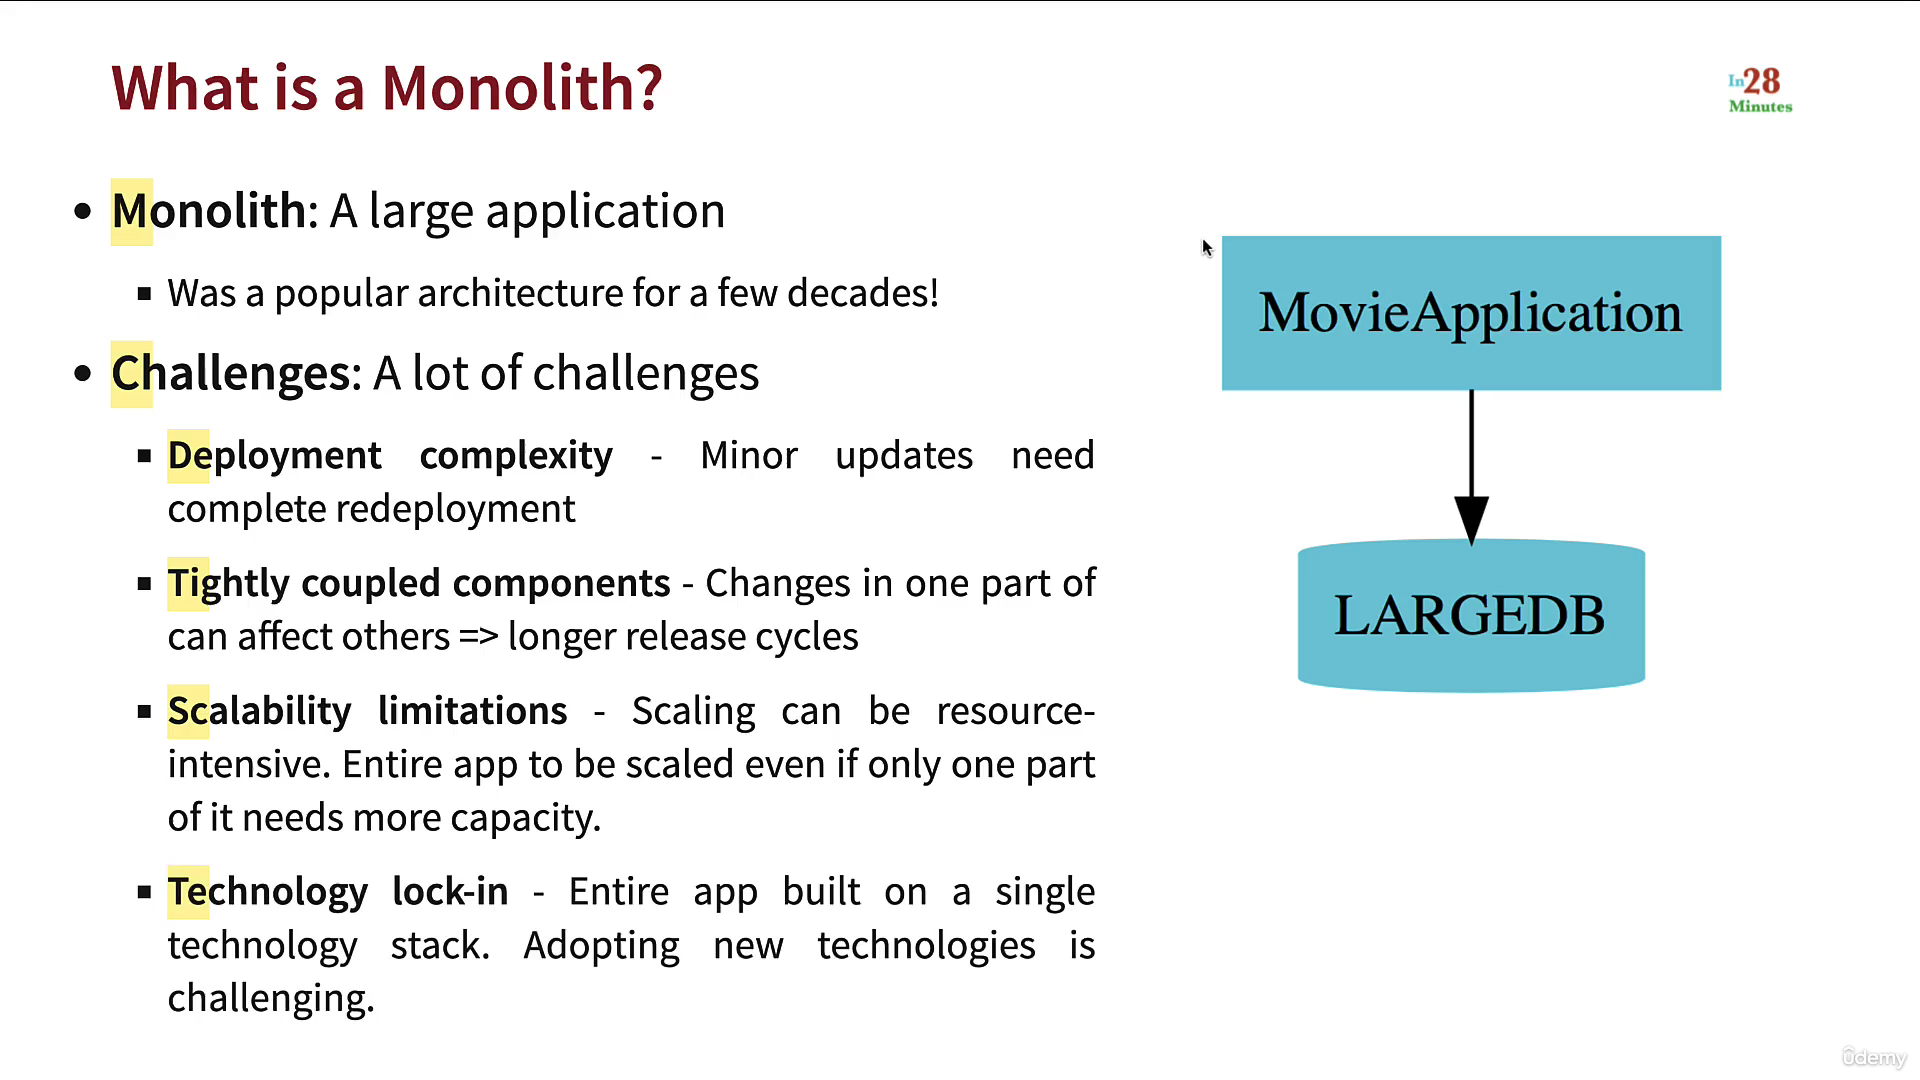 What is a Monolith?
In28
Minutes
• Monolith: A large application
▪ Was a popular architecture for a few decades!
• Challenges: A lot of challenges
▪ Deployment complexity - Minor updates need
complete redeployment
▪ Tightly coupled components - Changes in one part of
can affect others => longer release cycles
▪ Scalability limitations - Scaling can be resource-
intensive. Entire app to be scaled even if only one part
of it needs more capacity.
▪ Technology lock-in - Entire app built on a single
technology stack. Adopting new technologies is
challenging.
MovieApplication
LARGEDB
ûdemy